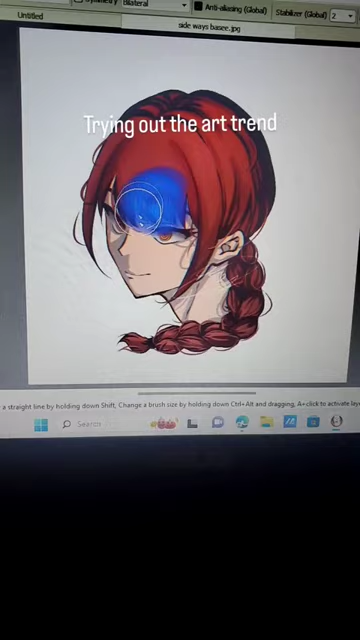 Symmetry Bilateral Anti-aliasing (Global) Stabilizer (Global) 2
Untitled
side ways basee.jpg
Trying out the art trend
a straight line by holding down Shift, Change a brush size by holding down Ctrl+Alt and dragging, A+click to activate laye
Search